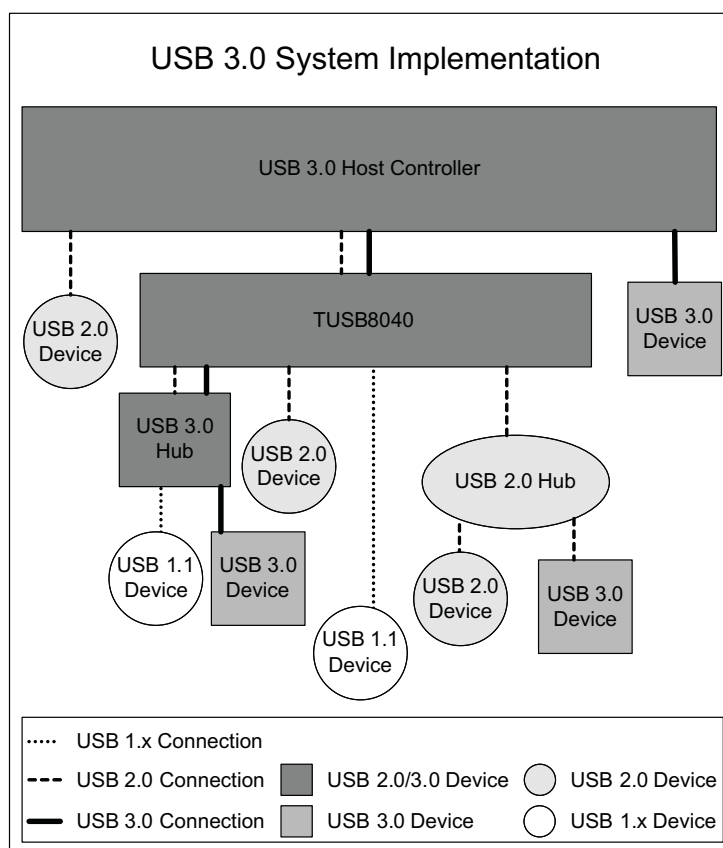 USB 3.0 System Implementation
USB 3.0 Host Controller
USB 2.0
Device
TUSB8040
USB 3.0
Device
USB 3.0
Hub
USB 2.0
Device
USB 2.0 Hub
USB 1.1
Device
USB 3.0
Device
USB 1.1
Device
USB 2.0
Device
USB 3.0
Device
USB 1.x Connection
USB 2.0 Connection
USB 2.0/3.0 Device
USB 2.0 Device
USB 3.0 Connection
USB 3.0 Device
USB 1.x Device